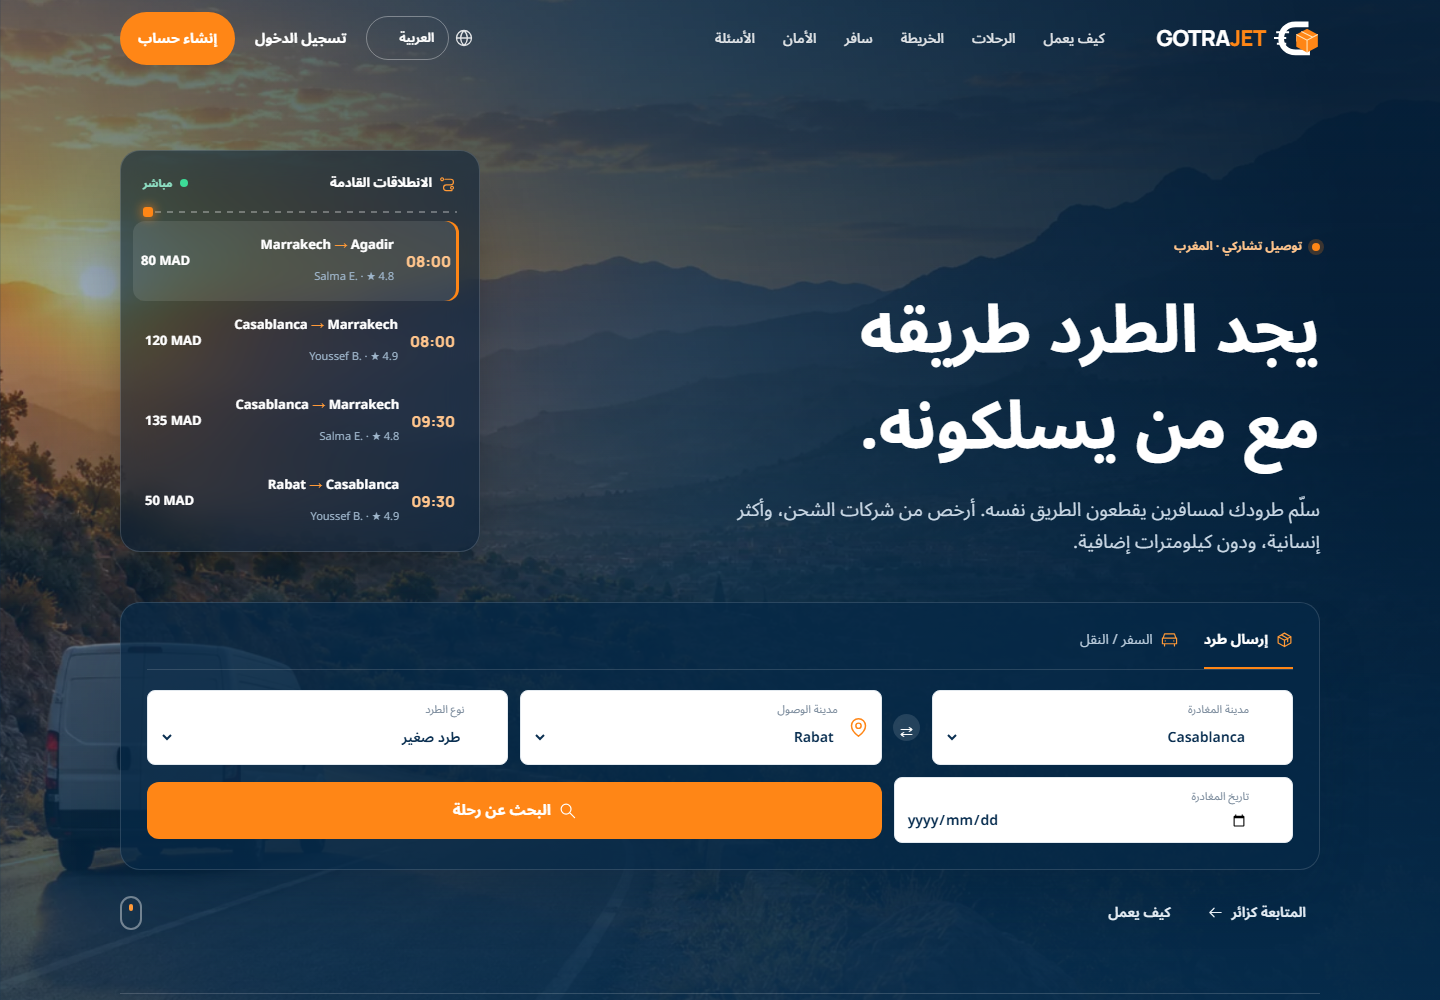 GOTRAJET
كيف يعمل
الرحلات
الخريطة
سافر
الأمان
الأسئلة
العربية
تسجيل الدخول
إنشاء حساب
توصيل تشاركي · المغرب
يجد الطرد طريقه
مع من يسلكونه.
سلّم طرودك لمسافرين يقطعون الطريق نفسه. أرخص من شركات الشحن، وأكثر
إنسانية، ودون كيلومترات إضافية.
الانطلاقات القادمة
مباشر
08:00 Marrakech → Agadir 80 MAD
Salma E. · ★ 4.8
08:00 Casablanca → Marrakech 120 MAD
Youssef B. · ★ 4.9
09:30 Casablanca → Marrakech 135 MAD
Salma E. · ★ 4.8
09:30 Rabat → Casablanca 50 MAD
Youssef B. · ★ 4.9
إرسال طرد
السفر / النقل
مدينة المغادرة
Casablanca
مدينة الوصول
Rabat
نوع الطرد
طرد صغير
تاريخ المغادرة
yyyy/mm/dd
البحث عن رحلة
المتابعة كزائر ←
كيف يعمل